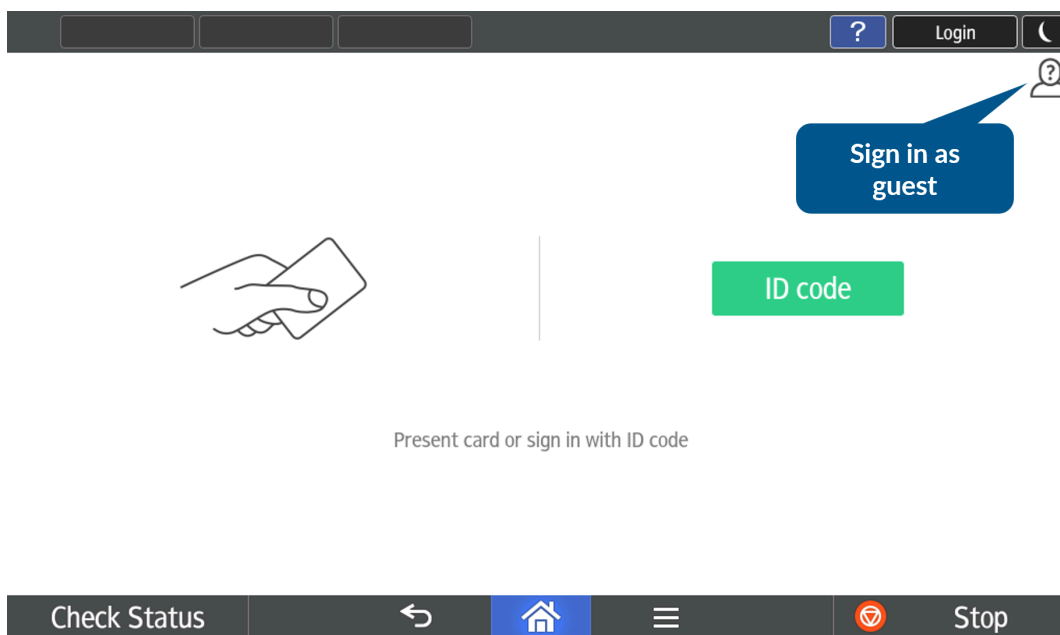 ? Login
?
Sign in as
guest
ID code
Present card or sign in with ID code
Check Status Stop